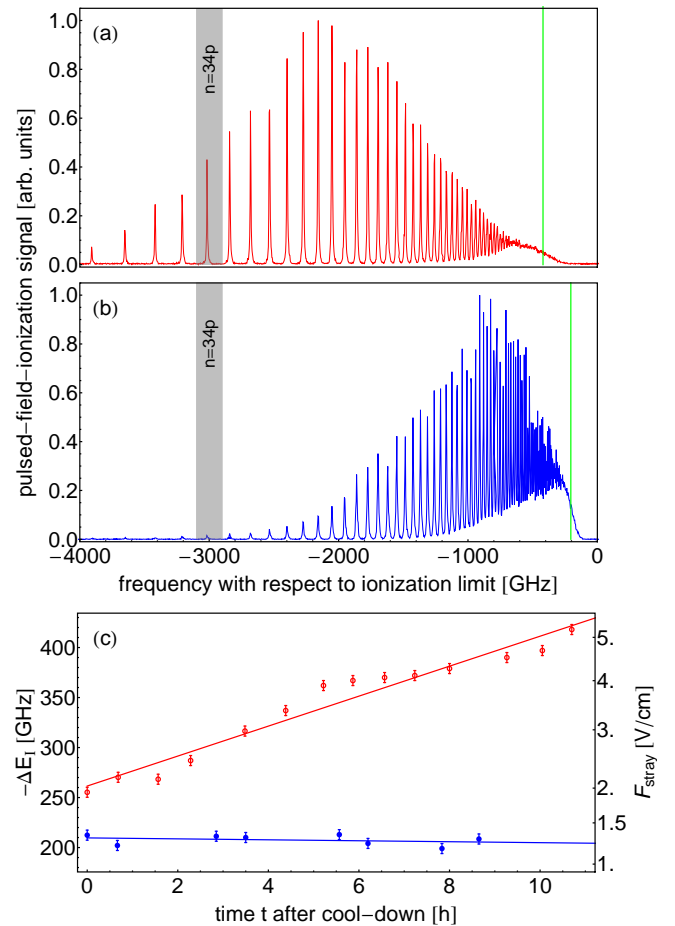 (a)
n=34p
1.0
0.8
0.6
0.4
0.2
0.0
pulsed−field−ionization signal [arb. units]
(b)
n=34p
1.0
0.8
0.6
0.4
0.2
0.0
−4000 −3000 −2000 −1000 0
frequency with respect to ionization limit [GHz]
(c)
400
350
300
250
200
−ΔE_I [GHz]
5.
4.
3.
2.
1.5
1.
F_stray [V/cm]
0 2 4 6 8 10
time t after cool−down [h]